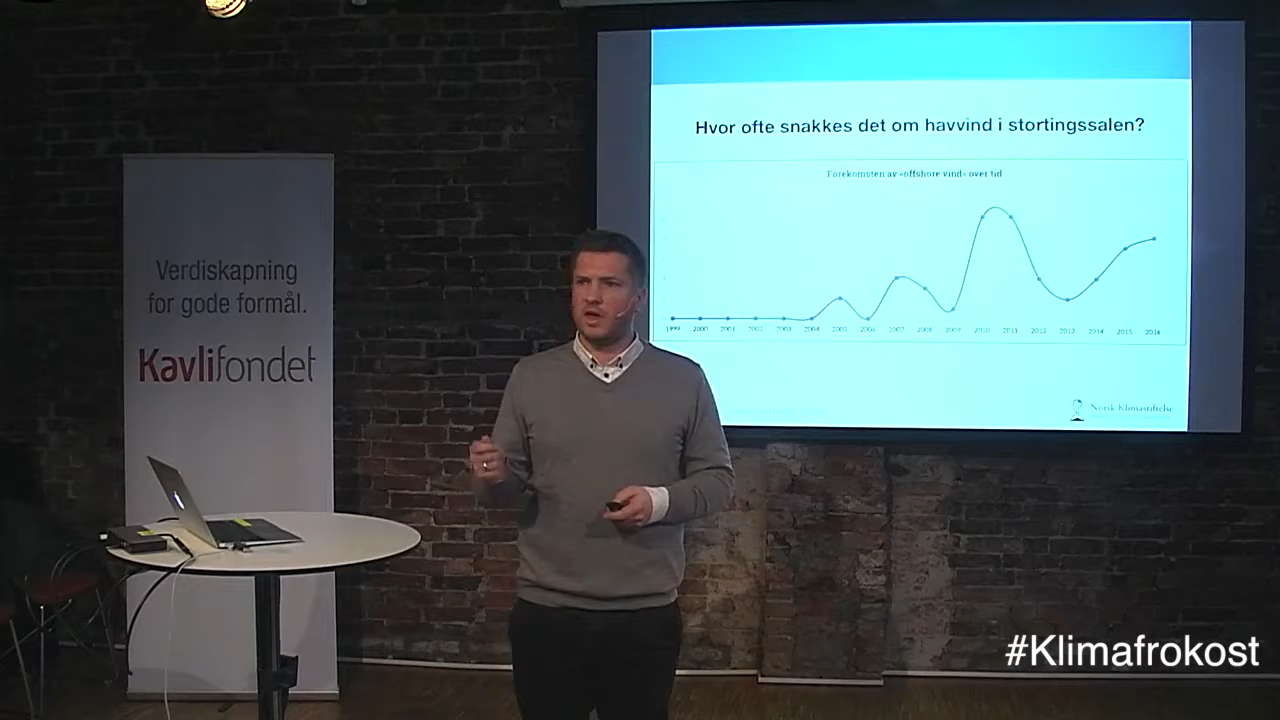 Hvor ofte snakkes det om havvind i stortingssalen?
Forekomsten av «offshore vind» over tid
1999 2000 2001 2002 2003 2004 2005 2006 2007 2008 2009 2010 2011 2012 2013 2014 2015 2016
Norsk Klimastiftelse
Verdiskapning
for gode formål.
Kavlifondet
#Klimafrokost